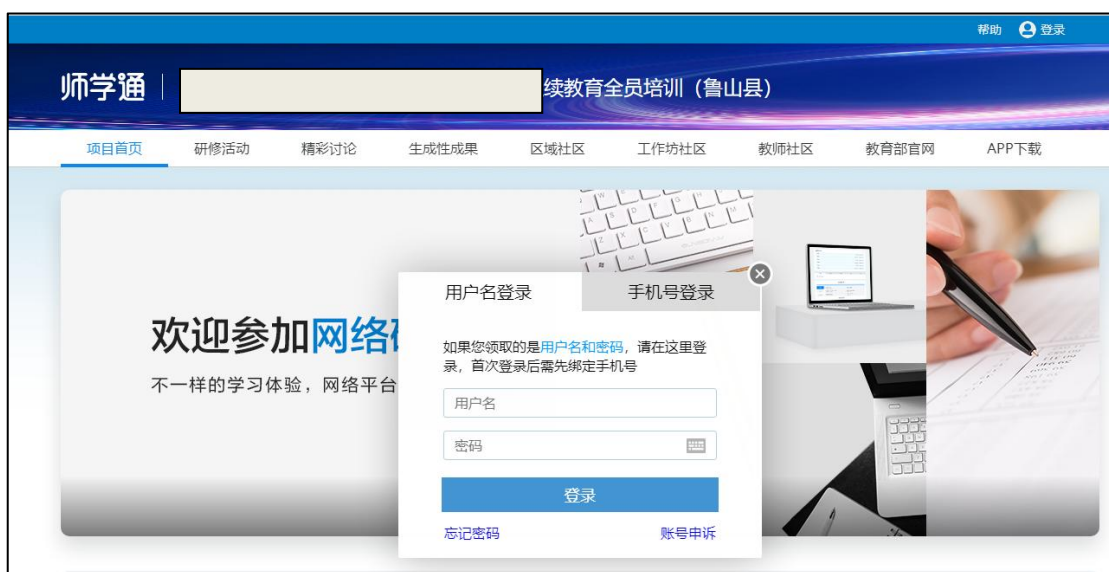 帮助 登录
师学通 续教育全员培训（鲁山县）
项目首页 研修活动 精彩讨论 生成性成果 区域社区 工作坊社区 教师社区 教育部官网 APP下载
用户名登录 手机号登录
欢迎参加网络
如果您领取的是用户名和密码，请在这里登
录，首次登录后需先绑定手机号
不一样的学习体验，网络平台
用户名
密码
登录
忘记密码 账号申诉